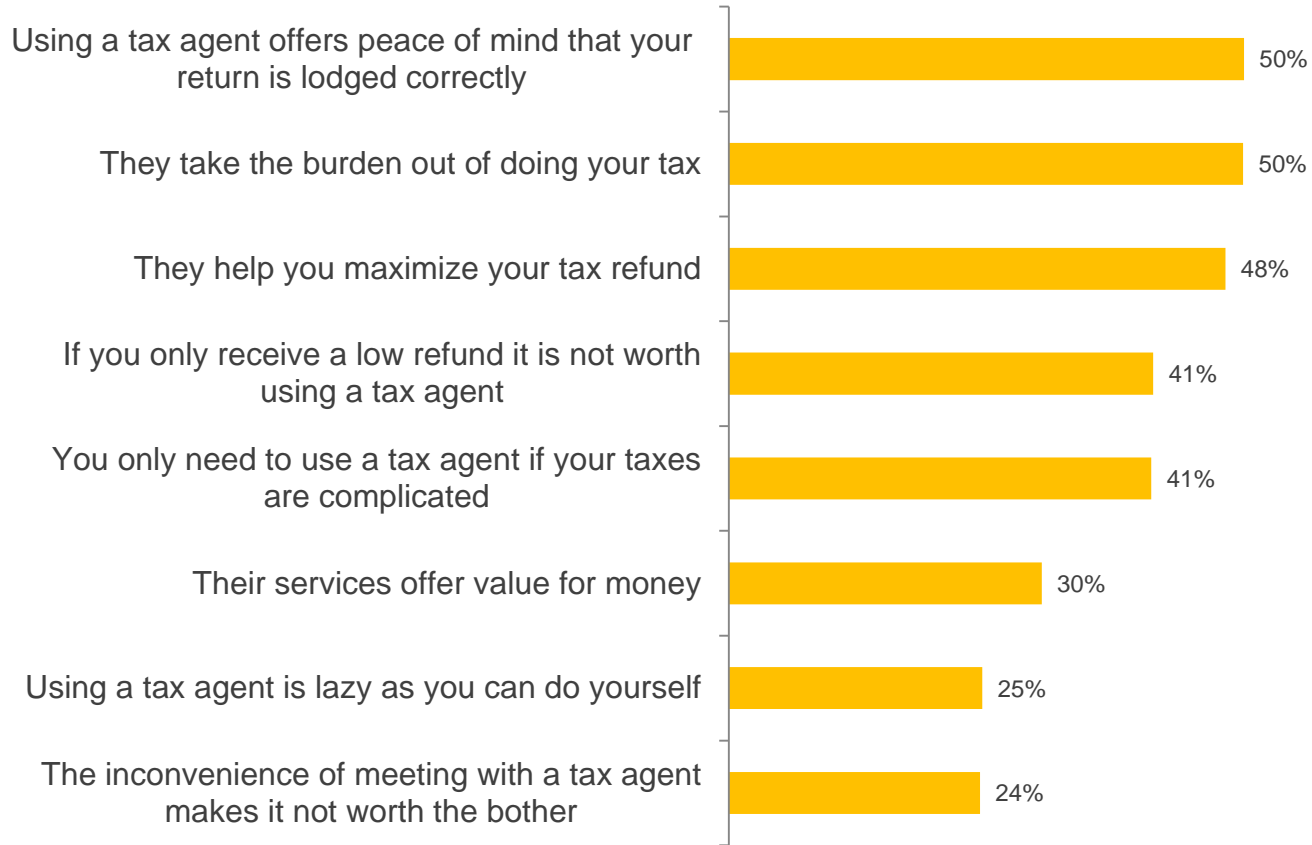 Using a tax agent offers peace of mind that your
return is lodged correctly
50%
They take the burden out of doing your tax
50%
They help you maximize your tax refund
48%
If you only receive a low refund it is not worth
using a tax agent
41%
You only need to use a tax agent if your taxes
are complicated
41%
Their services offer value for money
30%
Using a tax agent is lazy as you can do yourself
25%
The inconvenience of meeting with a tax agent
makes it not worth the bother
24%